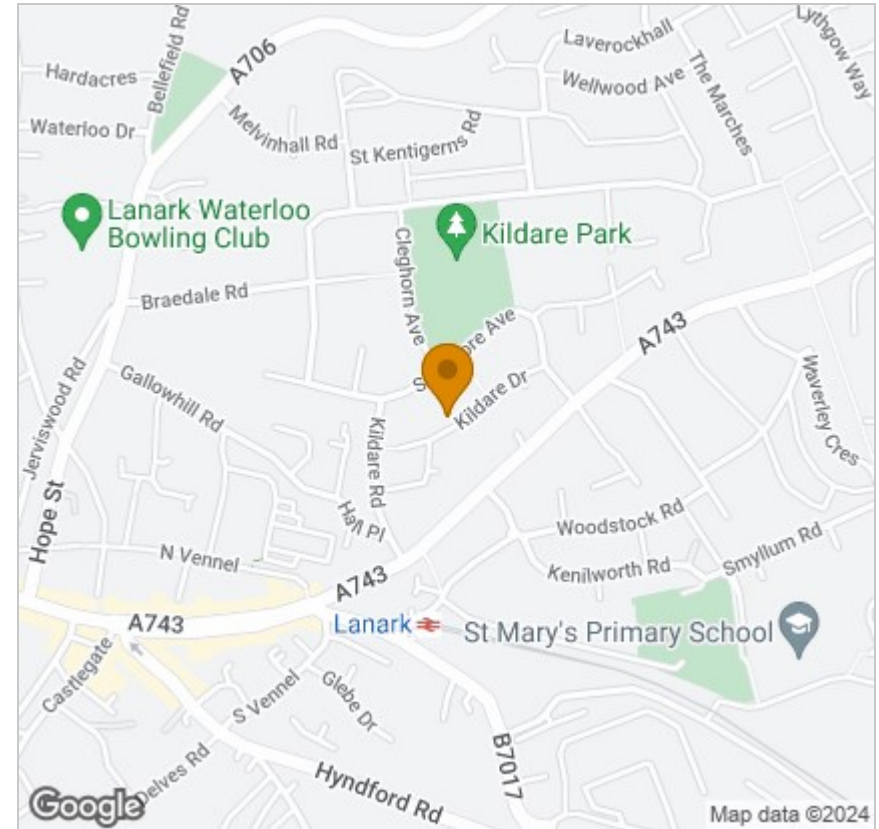 Bellefield Rd
A706
Hardacres
Waterloo Dr
Melvinhall Rd
St Kentigerns Rd
Laverockhall
Wellwood Ave
The Marches
Lythgow Way
Lanark Waterloo
Bowling Club
Kildare Park
Cleghorn Ave
Braedale Rd
A743
Kildare Dr
Waverley Cres
Jerviswood Rd
Gallowhill Rd
Kildare Rd
Hall Pl
Hope St
N Vennel
A743
Woodstock Rd
Kenilworth Rd
Smyllum Rd
A743
Lanark
St Mary's Primary School
Castlegate
S Vennel
Glebe Dr
Delves Rd
Hyndford Rd
B7017
Google
Map data ©2024